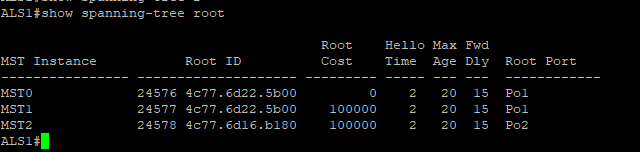 ALS1#show spanning-tree root
Root Hello Max Fwd
MST Instance Root ID Cost Time Age Dly Root Port
---------------- -------------------- --------- ----- --- --- ------------
MST0 24576 4c77.6d22.5b00 0 2 20 15 Po1
MST1 24577 4c77.6d22.5b00 100000 2 20 15 Po1
MST2 24578 4c77.6d16.b180 100000 2 20 15 Po2
ALS1#